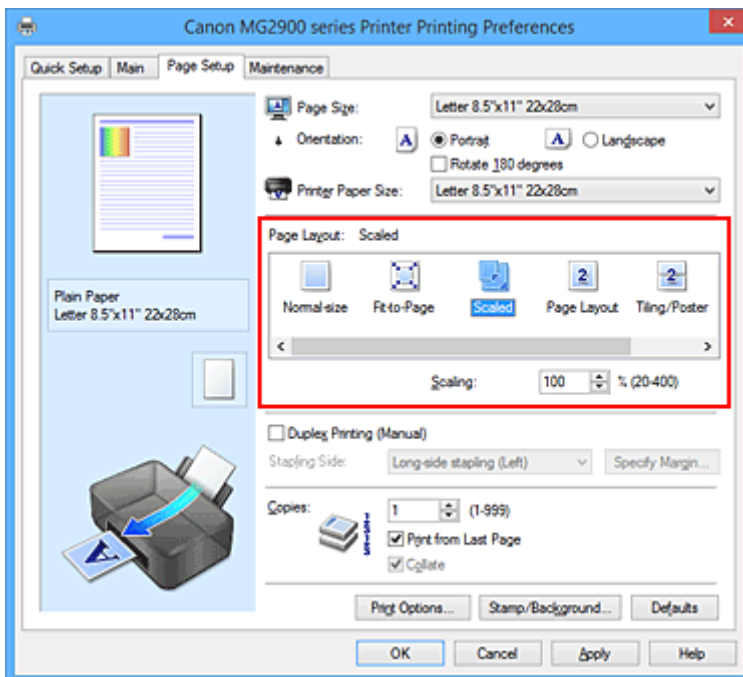 Canon MG2900 series Printer Printing Preferences
Quick Setup Main Page Setup Maintenance
Page Size: Letter 8.5"x11" 22x28cm
Orientation: A Portrait A Landscape
Rotate 180 degrees
Printer Paper Size: Letter 8.5"x11" 22x28cm
Page Layout: Scaled
Normal-size Fit-to-Page Scaled Page Layout Tiling/Poster
Scaling: 100 % (20-400)
Plain Paper
Letter 8.5"x11" 22x28cm
Duplex Printing (Manual)
Stapling Side: Long-side stapling (Left) Specify Margin...
Copies: 1 (1-999)
Print from Last Page
Collate
Print Options... Stamp/Background... Defaults
OK Cancel Apply Help